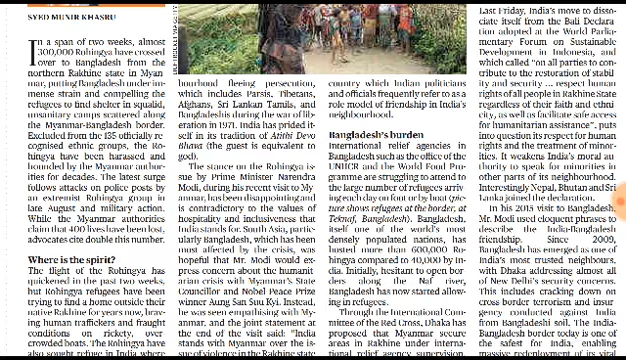 SYED MUNIR KHASRU
In a span of two weeks, almost
300,000 Rohingya have crossed
over to Bangladesh from the
northern Rakhine state in Myan-
mar, putting Bangladesh under im-
mense strain and compelling the
refugees to find shelter in squalid,
unsanitary camps scattered along
the Myanmar-Bangladesh border.
Excluded from the 135 officially re-
cognised ethnic groups, the Ro-
hingya have been harassed and
hounded by the Myanmar author-
ities for decades. The latest surge
follows attacks on police posts by
an extremist Rohingya group in
late August and military action.
While the Myanmar authorities
claim that 400 lives have been lost,
advocates cite double this number.
Where is the spirit?
The flight of the Rohingya has
quickened in the past two weeks,
but Rohingya refugees have been
trying to find a home outside their
native Rakhine for years now, brav-
ing human traffickers and fraught
conditions on rickety, over-
crowded boats. The Rohingya have
also sought refuge in India where
bourhood fleeing persecution,
which includes Parsis, Tibetans,
Afghans, Sri Lankan Tamils, and
Bangladeshis during the war of lib-
eration in 1971. India has prided it
self in its tradition of Atithi Devo
Bhava (the guest is equivalent to
god).
The stance on the Rohingya is-
sue by Prime Minister Narendra
Modi, during his recent visit to My-
anmar, has been disappointing and
is contradictory to the values of
hospitality and inclusiveness that
India stands for. South Asia, partic-
ularly Bangladesh, which has been
most affected by the crisis, was
hopeful that Mr. Modi would ex-
press concern about the humanit-
arian crisis with Myanmar's State
Councillor and Nobel Peace Prize
winner Aung San Suu Kyi. Instead,
he was seen empathising with My-
anmar, and the joint statement at
the end of the visit said: "India
stands with Myanmar over the is-
sue of violence in the Rakhine state
country which Indian politicians
and officials frequently refer to as a
role model of friendship in India's
neighbourhood.
Bangladesh's burden
International relief agencies in
Bangladesh such as the office of the
UNHCR and the World Food Pro-
gramme are struggling to attend to
the large number of refugees arriv-
ing each day on foot or by boat (pic-
ture shows refugees at the border, at
Teknaf, Bangladesh). Bangladesh,
itself one of the world's most
densely populated nations, has
hosted more than 600,000 Ro-
hingya compared to 40,000 by In-
dia. Initially, hesitant to open bor-
ders along the Naf river,
Bangladesh has now started allow-
ing in refugees.
Through the International Com-
mittee of the Red Cross, Dhaka has
proposed that Myanmar secure
areas in Rakhine under interna-
tional relief agency supervision,
Last Friday, India's move to disso-
ciate itself from the Bali Declara-
tion adopted at the World Parlia-
mentary Forum on Sustainable
Development in Indonesia, and
which called "on all parties to con-
tribute to the restoration of stabil-
ity and security ... respect human
rights of all people in Rakhine State
regardless of their faith and ethni-
city, as well as facilitate safe access
for humanitarian assistance", puts
into question its respect for human
rights and the treatment of minor-
ities. It weakens India's moral au-
thority to speak for minorities in
other parts of its neighbourhood.
Interestingly Nepal, Bhutan and Sri
Lanka joined the declaration.
In his 2015 visit to Bangladesh,
Mr. Modi used eloquent phrases to
describe the India-Bangladesh
friendship. Since 2009,
Bangladesh has emerged as one of
India's most trusted neighbours,
with Dhaka addressing almost all
of New Delhi's security concerns.
This includes cracking down on
cross-border terrorism and insur-
gency conducted against India
from Bangladeshi soil. The India-
Bangladesh border today is one of
the safest for India, enabling
massive redeployment of its vital